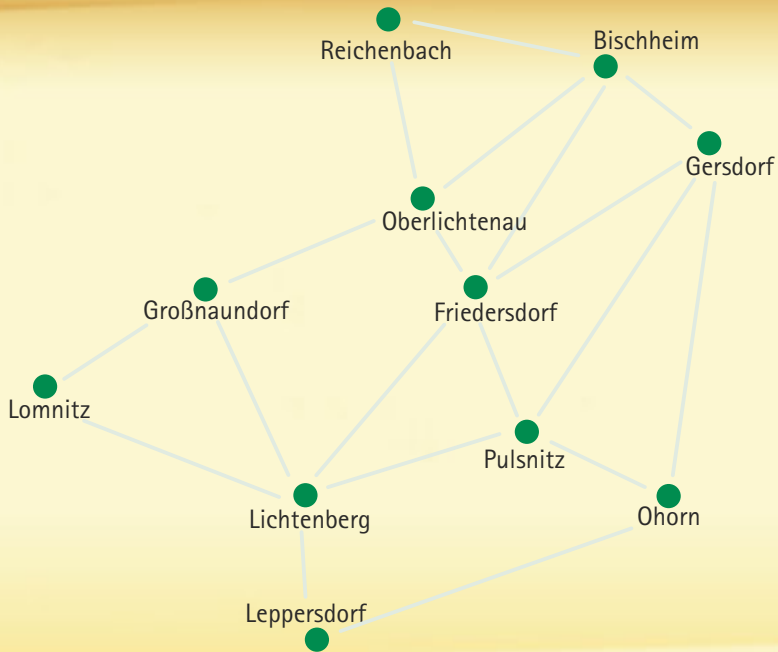 Bischheim
Reichenbach
Gersdorf
Oberlichtenau
Großnaundorf
Friedersdorf
Lomnitz
Pulsnitz
Lichtenberg
Ohorn
Leppersdorf